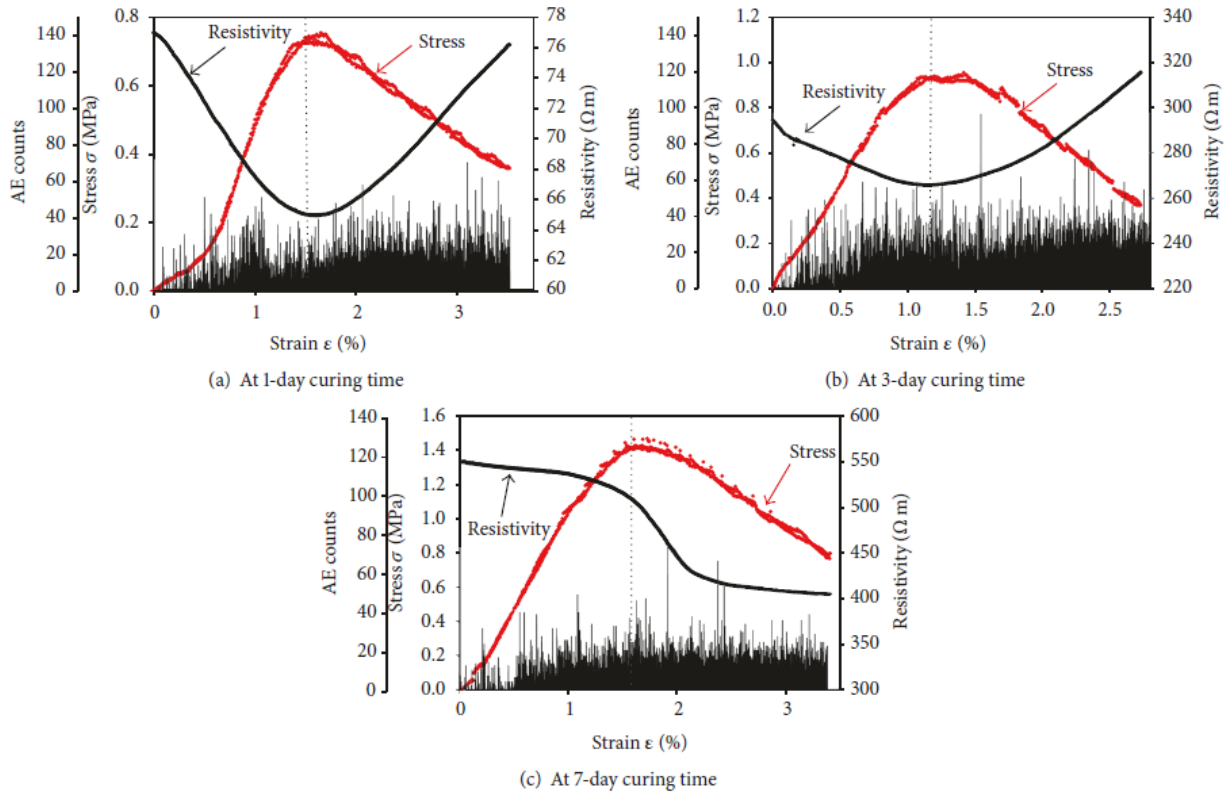 AE counts
140
120
100
80
60
40
20
0
Stress σ (MPa)
0.8
0.6
0.4
0.2
0.0
Resistivity
Stress
78
76
74
72
70
68
66
64
62
60
Resistivity (Ω m)
0 1 2 3
Strain ε (%)
(a) At 1-day curing time
AE counts
140
120
100
80
60
40
20
0
Stress σ (MPa)
1.2
1.0
0.8
0.6
0.4
0.2
0.0
Resistivity
Stress
340
320
300
280
260
240
220
Resistivity (Ω m)
0.0 0.5 1.0 1.5 2.0 2.5
Strain ε (%)
(b) At 3-day curing time
AE counts
140
120
100
80
60
40
20
0
Stress σ (MPa)
1.6
1.4
1.2
1.0
0.8
0.6
0.4
0.2
0.0
Resistivity
Stress
600
550
500
450
400
350
300
Resistivity (Ω m)
0 1 2 3
Strain ε (%)
(c) At 7-day curing time